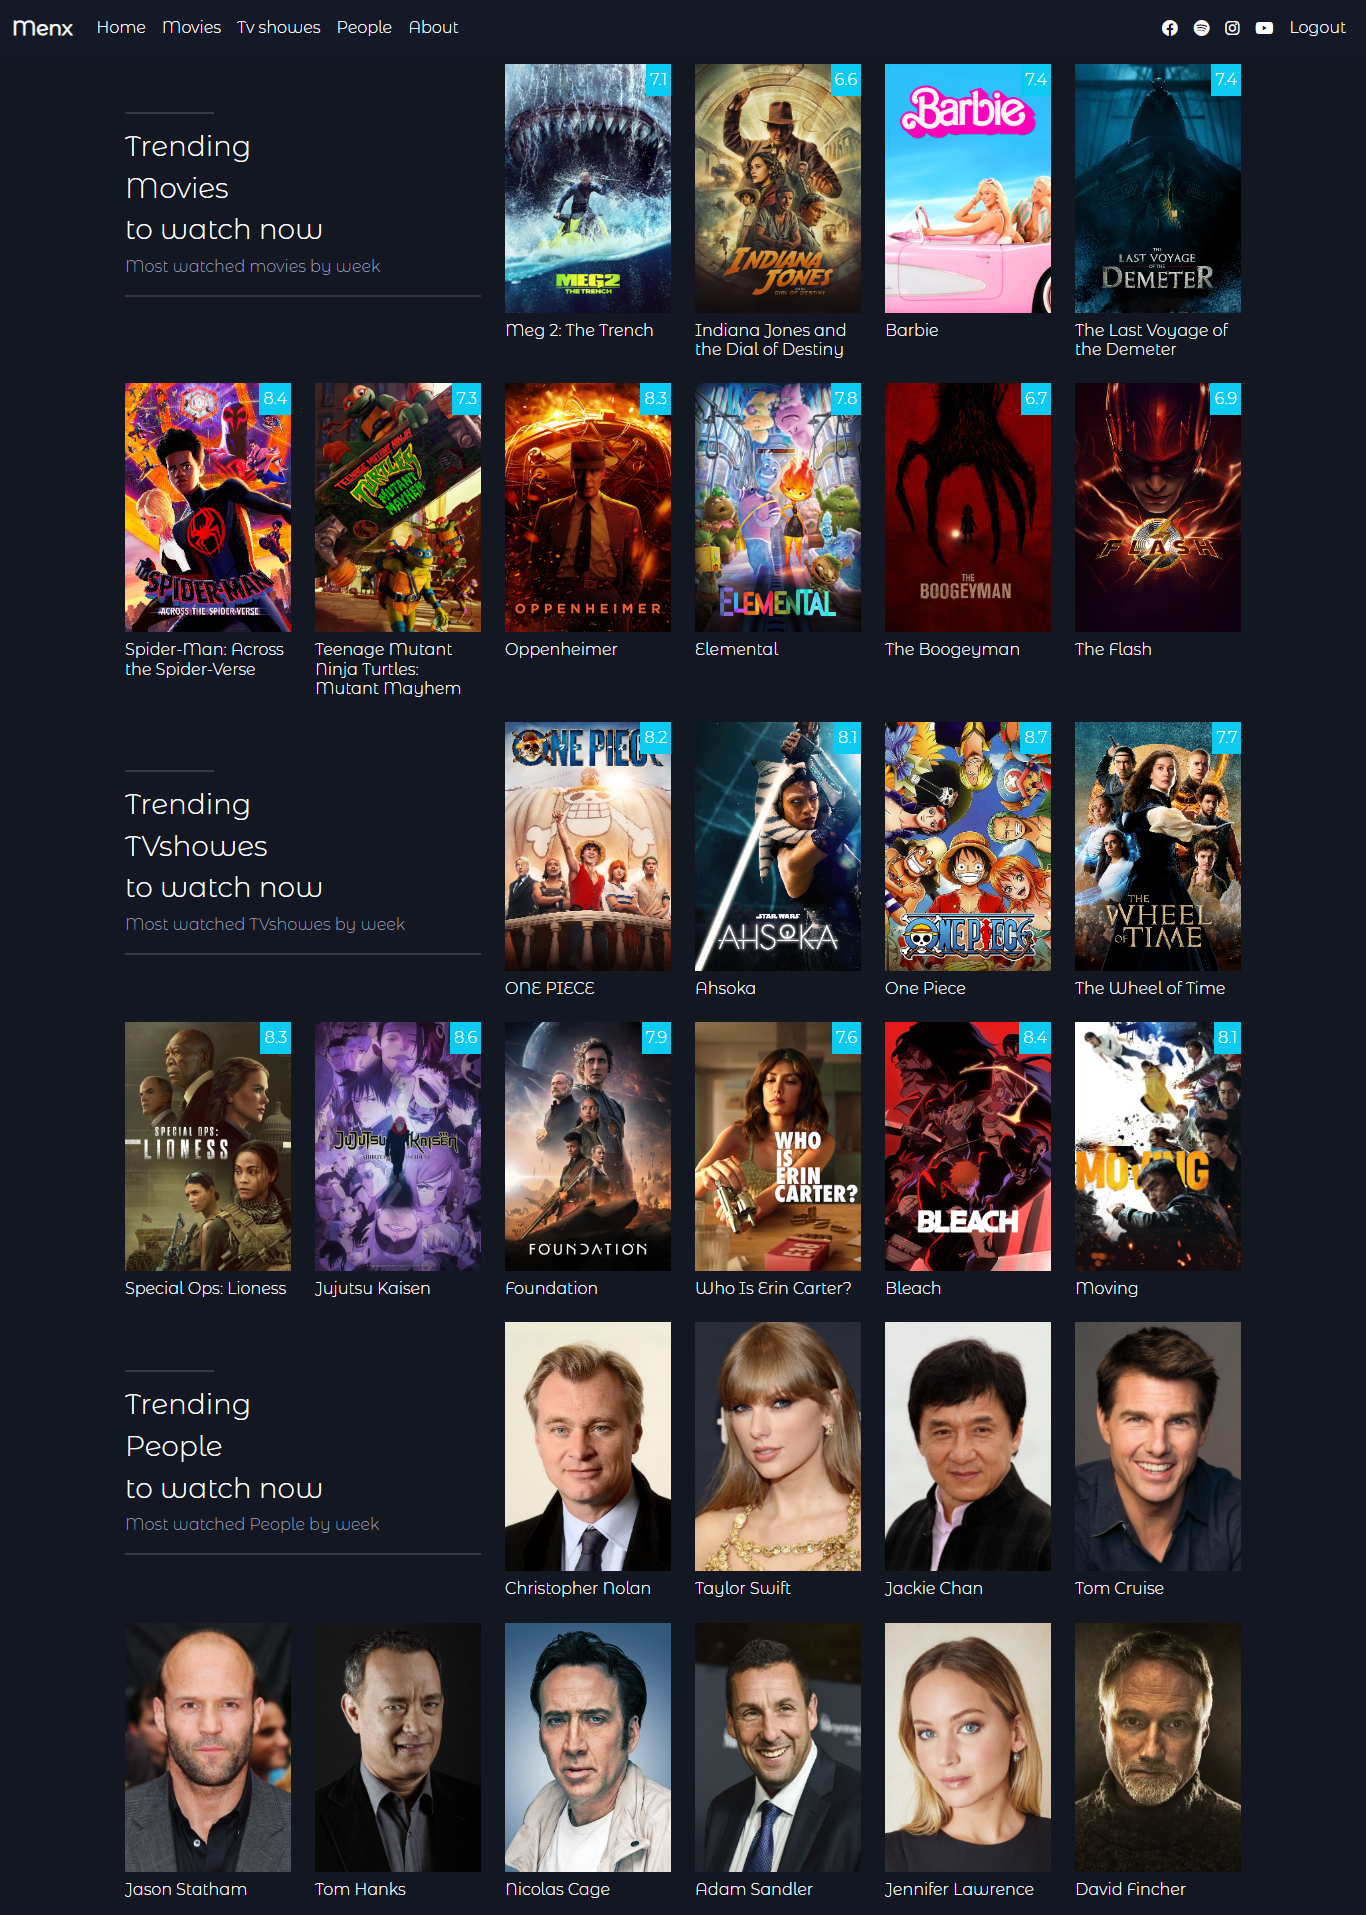 Menx Home Movies Tv showes People About Logout
Trending
Movies
to watch now
Most watched movies by week
7.1
MEG2
THE TRENCH
Meg 2: The Trench
6.6
INDIANA
JONES
AND THE
DIAL OF DESTINY
Indiana Jones and
the Dial of Destiny
7.4
Barbie
Barbie
7.4
THE
LAST VOYAGE
OF THE
DEMETER
The Last Voyage of
the Demeter
8.4
SPIDER-MAN
ACROSS THE SPIDER-VERSE
Spider-Man: Across
the Spider-Verse
7.3
TEENAGE MUTANT NINJA
TURTLES
MUTANT
MAYHEM
Teenage Mutant
Ninja Turtles:
Mutant Mayhem
8.3
OPPENHEIMER
Oppenheimer
7.8
ELEMENTAL
Elemental
6.7
THE
BOOGEYMAN
The Boogeyman
6.9
FLASH
The Flash
Trending
TVshowes
to watch now
Most watched TVshowes by week
8.2
ONE PIEC
ONE PIECE
8.1
STAR WARS
AHSOKA
Ahsoka
8.7
ONE PIECE
One Piece
7.7
THE
WHEEL
OF TIME
The Wheel of Time
8.3
SPECIAL OPS:
LIONESS
Special Ops: Lioness
8.6
JUJUTSU KAISEN
Jujutsu Kaisen
7.9
FOUNDATION
Foundation
7.6
WHO
IS
ERIN
CARTER?
Who Is Erin Carter?
8.4
BLEACH
Bleach
8.1
MOVING
Moving
Trending
People
to watch now
Most watched People by week
Christopher Nolan
Taylor Swift
Jackie Chan
Tom Cruise
Jason Statham
Tom Hanks
Nicolas Cage
Adam Sandler
Jennifer Lawrence
David Fincher